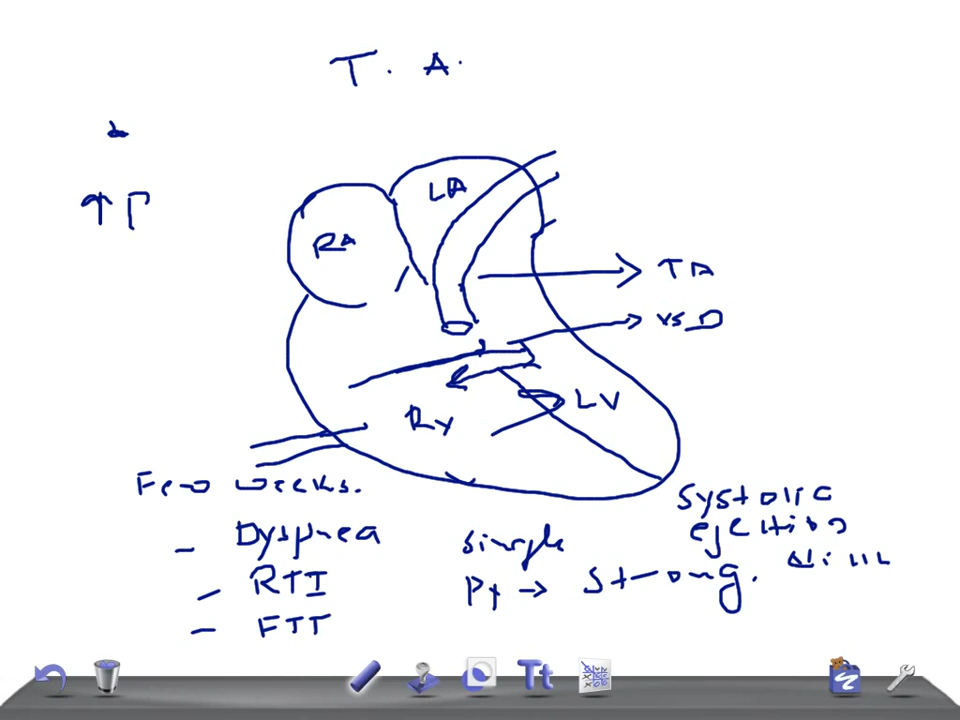 T. A.
↑ P
LA
RA
TA
VSD
RV
LV
Few weeks.
- Dyspnea
- RTI
- FTT
Single
P₂ → Strong.
Systolic
ejection